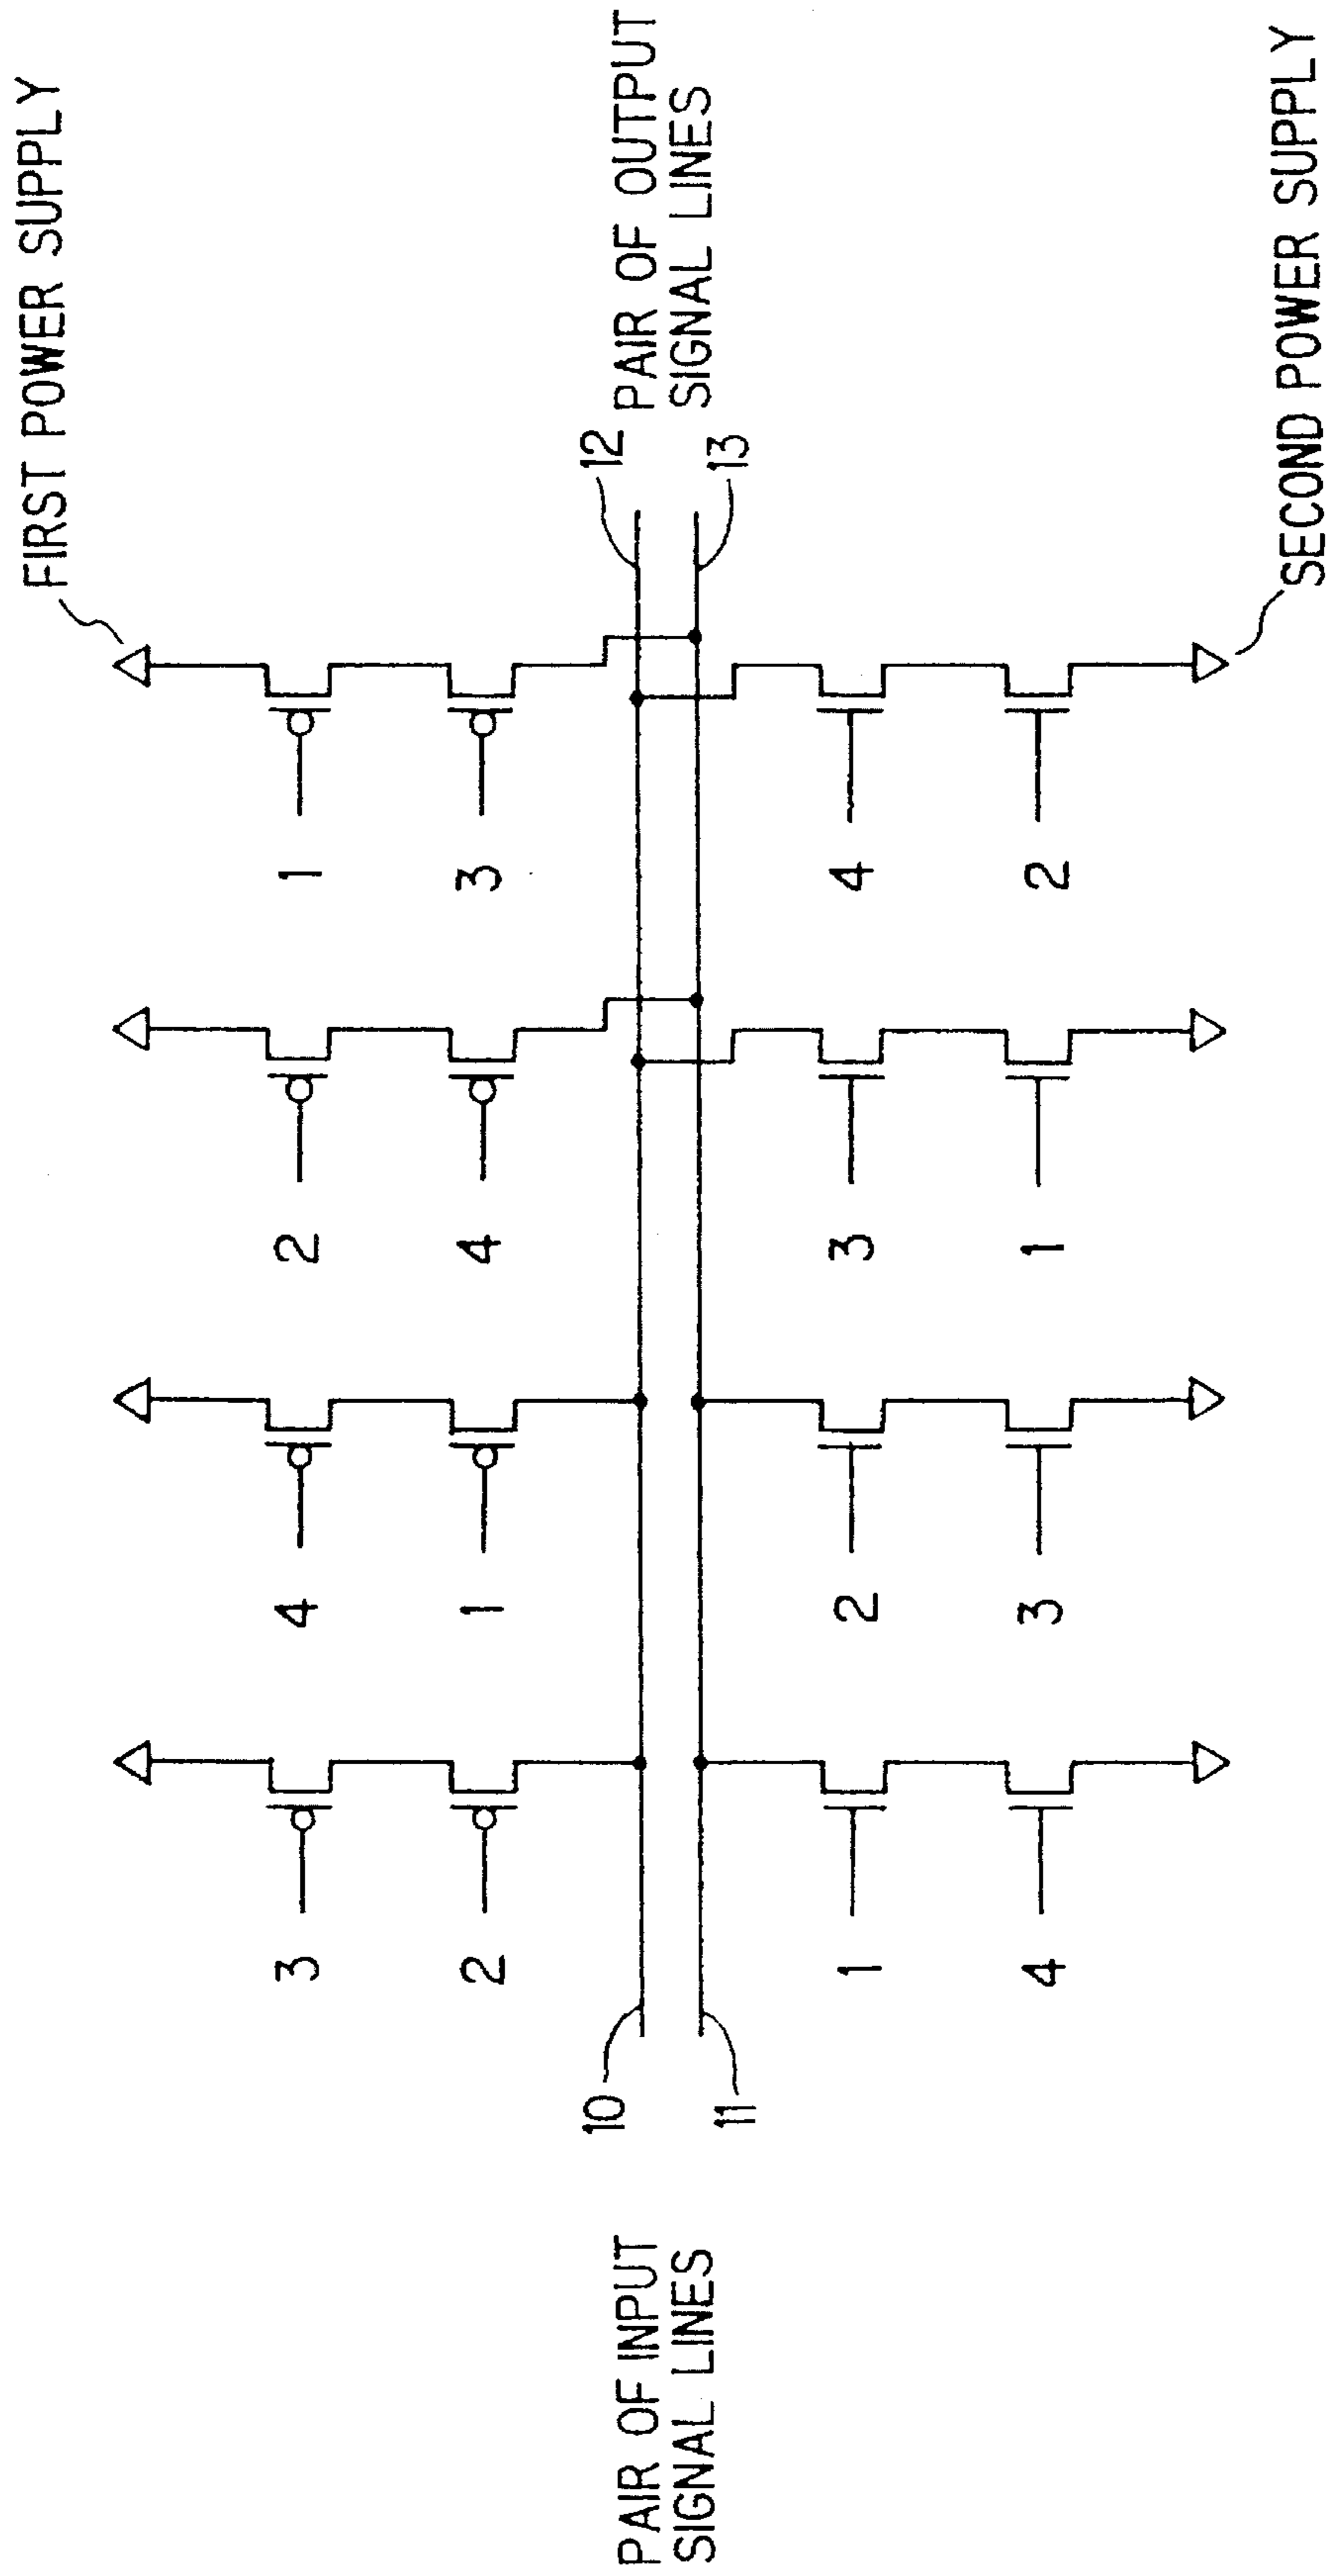 FIRST POWER SUPPLY
3 4 2 1
2 1 4 3
10
12
PAIR OF INPUT
SIGNAL LINES
PAIR OF OUTPUT
SIGNAL LINES
11
13
1 2 3 4
4 3 1 2
SECOND POWER SUPPLY